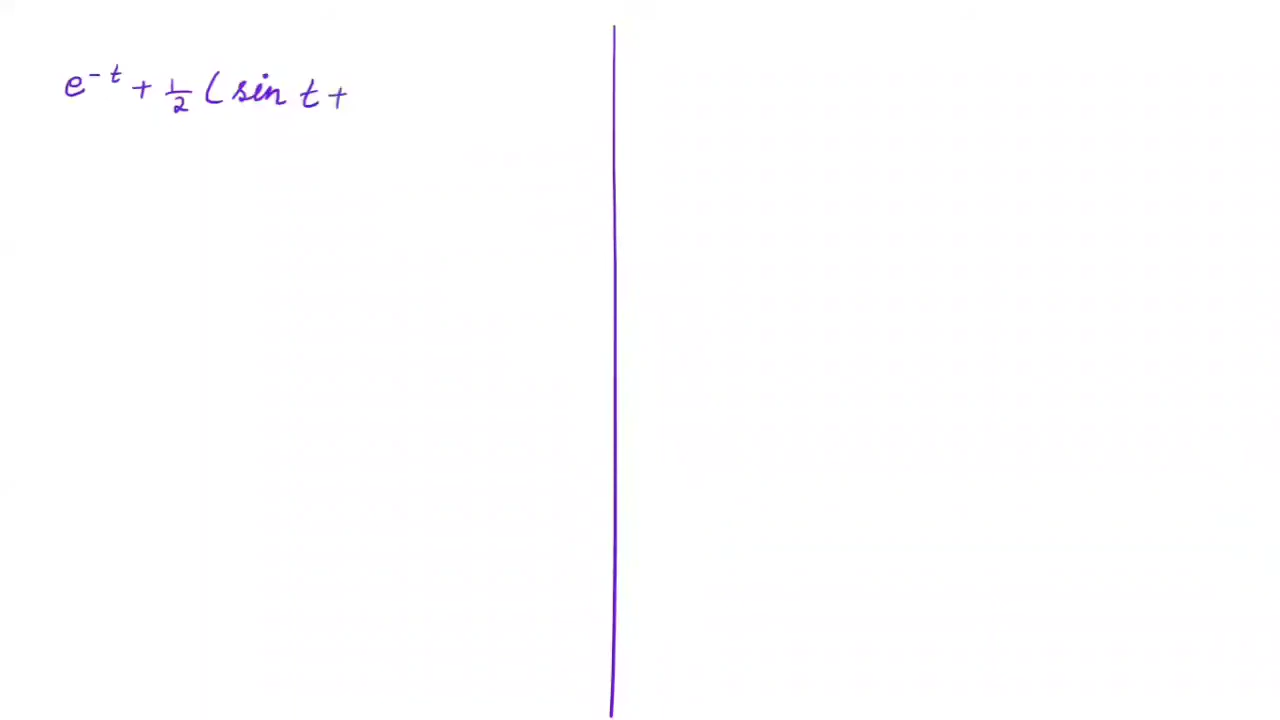 e^{-t} + 1/2 (sin t +